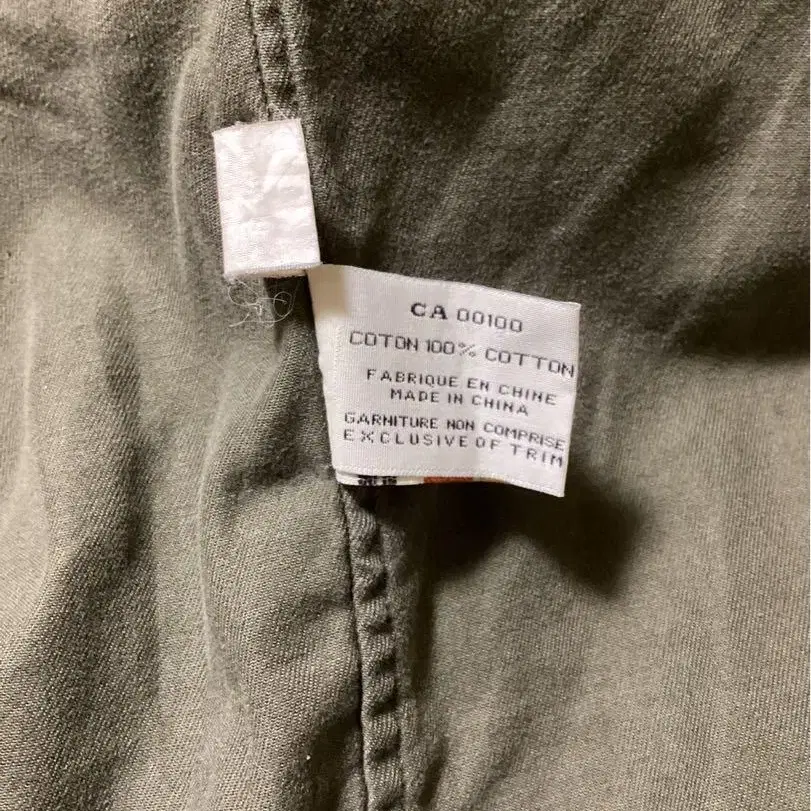 CA 00100
COTON 100% COTTON
FABRIQUE EN CHINE
MADE IN CHINA
GARNITURE NON COMPRISE
EXCLUSIVE OF TRIM